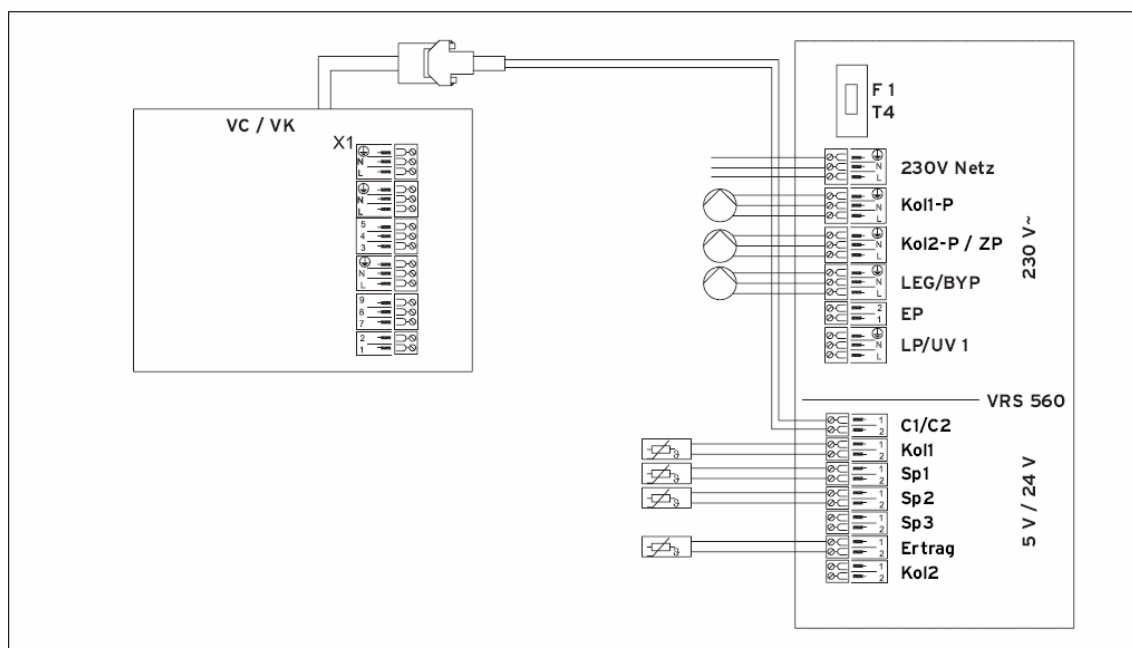 VC / VK
X1
N
L
N
L
5
4
3
N
L
9
8
7
2
1
F 1
T4
N
L
230V Netz
N
L
Kol1-P
N
L
Kol2-P / ZP
N
L
LEG/BYP
2
1
EP
N
L
LP/UV 1
230 V~
VRS 560
1
2
C1/C2
1
2
Kol1
1
2
Sp1
1
2
Sp2
1
2
Sp3
1
2
Ertrag
1
2
Kol2
5 V / 24 V